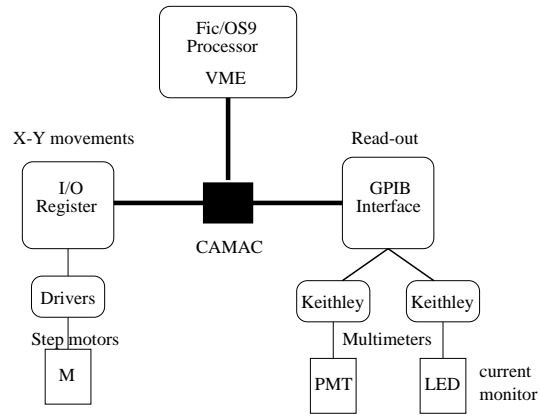 Fic/OS9
Processor
VME
X-Y movements
Read-out
I/O
Register
GPIB
Interface
CAMAC
Drivers
Keithley
Keithley
Step motors
Multimeters
M
PMT
LED
current
monitor